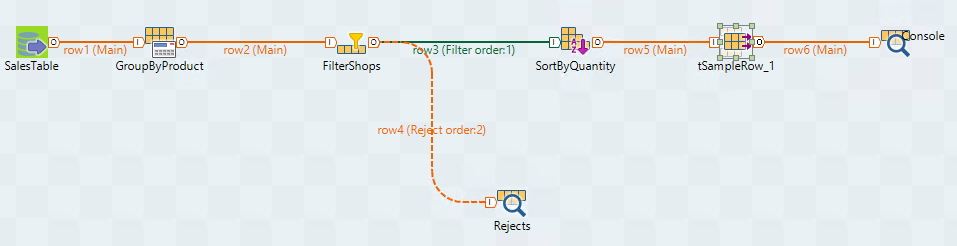 row1 (Main)
row2 (Main)
row3 (Filter order:1)
row5 (Main)
row6 (Main)
Console
SalesTable
GroupByProduct
FilterShops
SortByQuantity
tSampleRow_1
row4 (Reject order:2)
Rejects